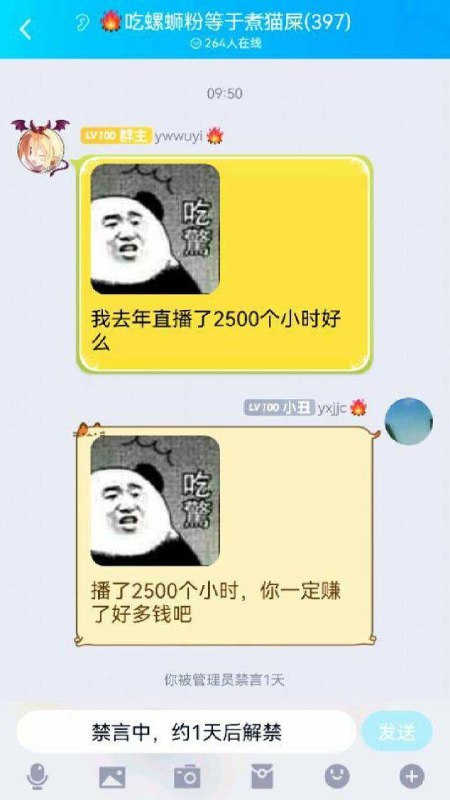 🔥吃螺蛳粉等于煮猫屎(397)
264人在线
09:50
LV100 群主 ywwuyi🔥
吃
驚
我去年直播了2500个小时好
么
LV100 小丑 yxjjc🔥
吃
驚
播了2500个小时，你一定赚
了好多钱吧
你被管理员禁言1天
禁言中，约1天后解禁
发送